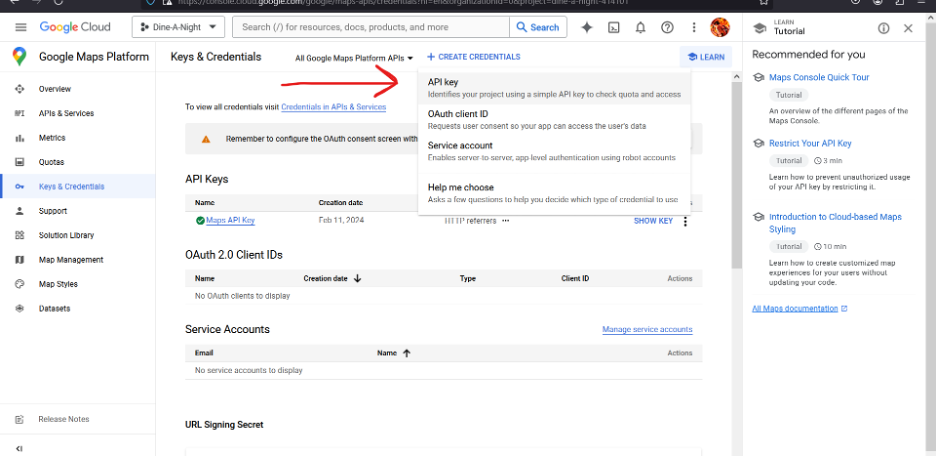 https://console.cloud.google.com/google/maps-apis/credentials?
Google Cloud
Dine-A-Night
Search (/) for resources, docs, products, and more
Search
LEARN
Tutorial
Google Maps Platform
Keys & Credentials
All Google Maps Platform APIs
+ CREATE CREDENTIALS
LEARN
Recommended for you
Overview
APIs & Services
Metrics
Quotas
Keys & Credentials
Support
Solution Library
Map Management
Map Styles
Datasets
Release Notes
To view all credentials visit Credentials in APIs & Services
Remember to configure the OAuth consent screen with
API key
Identifies your project using a simple API key to check quota and access
OAuth client ID
Requests user consent so your app can access the user's data
Service account
Enables server-to-server, app-level authentication using robot accounts
Help me choose
Asks a few questions to help you decide which type of credential to use
API Keys
Name Creation date
Maps API Key Feb 11, 2024 HTTP referrers SHOW KEY
OAuth 2.0 Client IDs
Name Creation date Type Client ID Actions
No OAuth clients to display
Service Accounts
Manage service accounts
Email Name Actions
No service accounts to display
URL Signing Secret
Maps Console Quick Tour
Tutorial
An overview of the different pages of the
Maps Console.
Restrict Your API Key
Tutorial 3 min
Learn how to prevent unauthorized usage
of your API key by restricting it.
Introduction to Cloud-based Maps
Styling
Tutorial 10 min
Learn how to create customized map
experiences for your users without
updating your code.
All Maps documentation